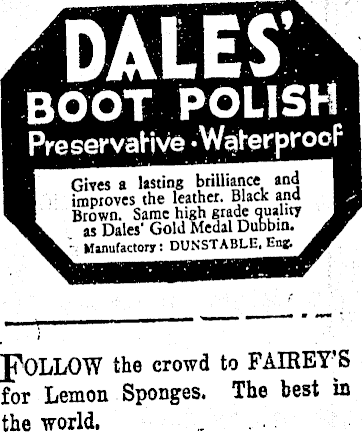 DALES'
BOOT POLISH
Preservative · Waterproof
Gives a lasting brilliance and
improves the leather. Black and
Brown. Same high grade quality
as Dales' Gold Medal Dubbin.
Manufactory: DUNSTABLE, Eng.
FOLLOW the crowd to FAIREY'S
for Lemon Sponges. The best in
the world.